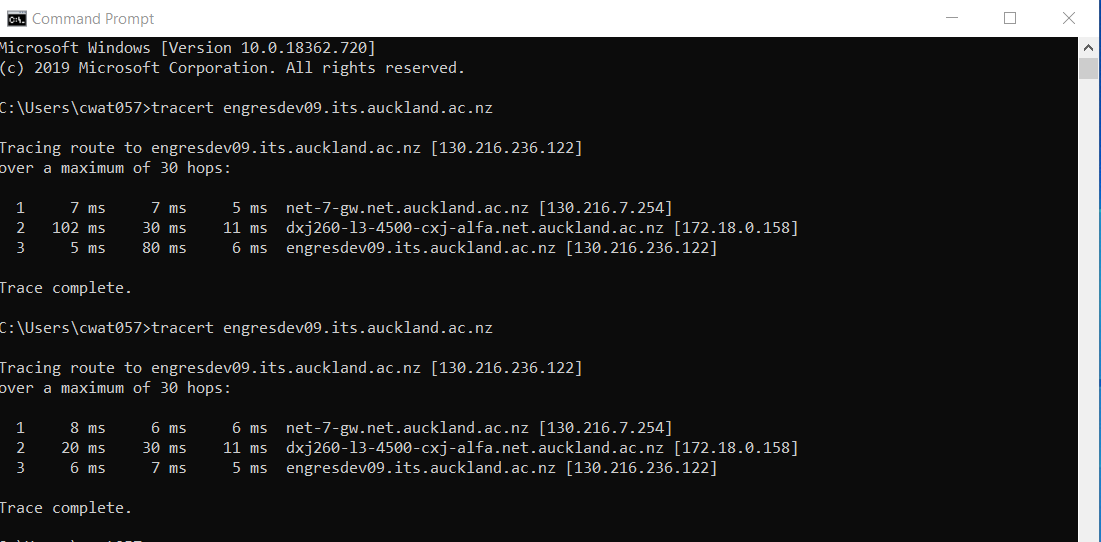 Command Prompt
Microsoft Windows [Version 10.0.18362.720]
(c) 2019 Microsoft Corporation. All rights reserved.
C:\Users\cwat057>tracert engresdev09.its.auckland.ac.nz
Tracing route to engresdev09.its.auckland.ac.nz [130.216.236.122]
over a maximum of 30 hops:
1 7 ms 7 ms 5 ms net-7-gw.net.auckland.ac.nz [130.216.7.254]
2 102 ms 30 ms 11 ms dxj260-l3-4500-cxj-alfa.net.auckland.ac.nz [172.18.0.158]
3 5 ms 80 ms 6 ms engresdev09.its.auckland.ac.nz [130.216.236.122]
Trace complete.
C:\Users\cwat057>tracert engresdev09.its.auckland.ac.nz
Tracing route to engresdev09.its.auckland.ac.nz [130.216.236.122]
over a maximum of 30 hops:
1 8 ms 6 ms 6 ms net-7-gw.net.auckland.ac.nz [130.216.7.254]
2 20 ms 30 ms 11 ms dxj260-l3-4500-cxj-alfa.net.auckland.ac.nz [172.18.0.158]
3 6 ms 7 ms 5 ms engresdev09.its.auckland.ac.nz [130.216.236.122]
Trace complete.